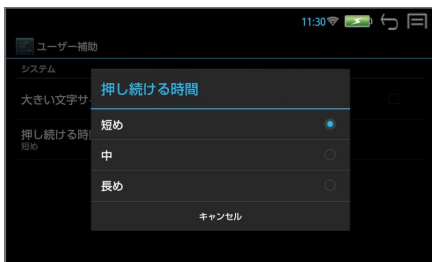 11:30
ユーザー補助
システム
大きい文字サ
押し続ける時間
短め
押し続ける時
短め
中
長め
キャンセル